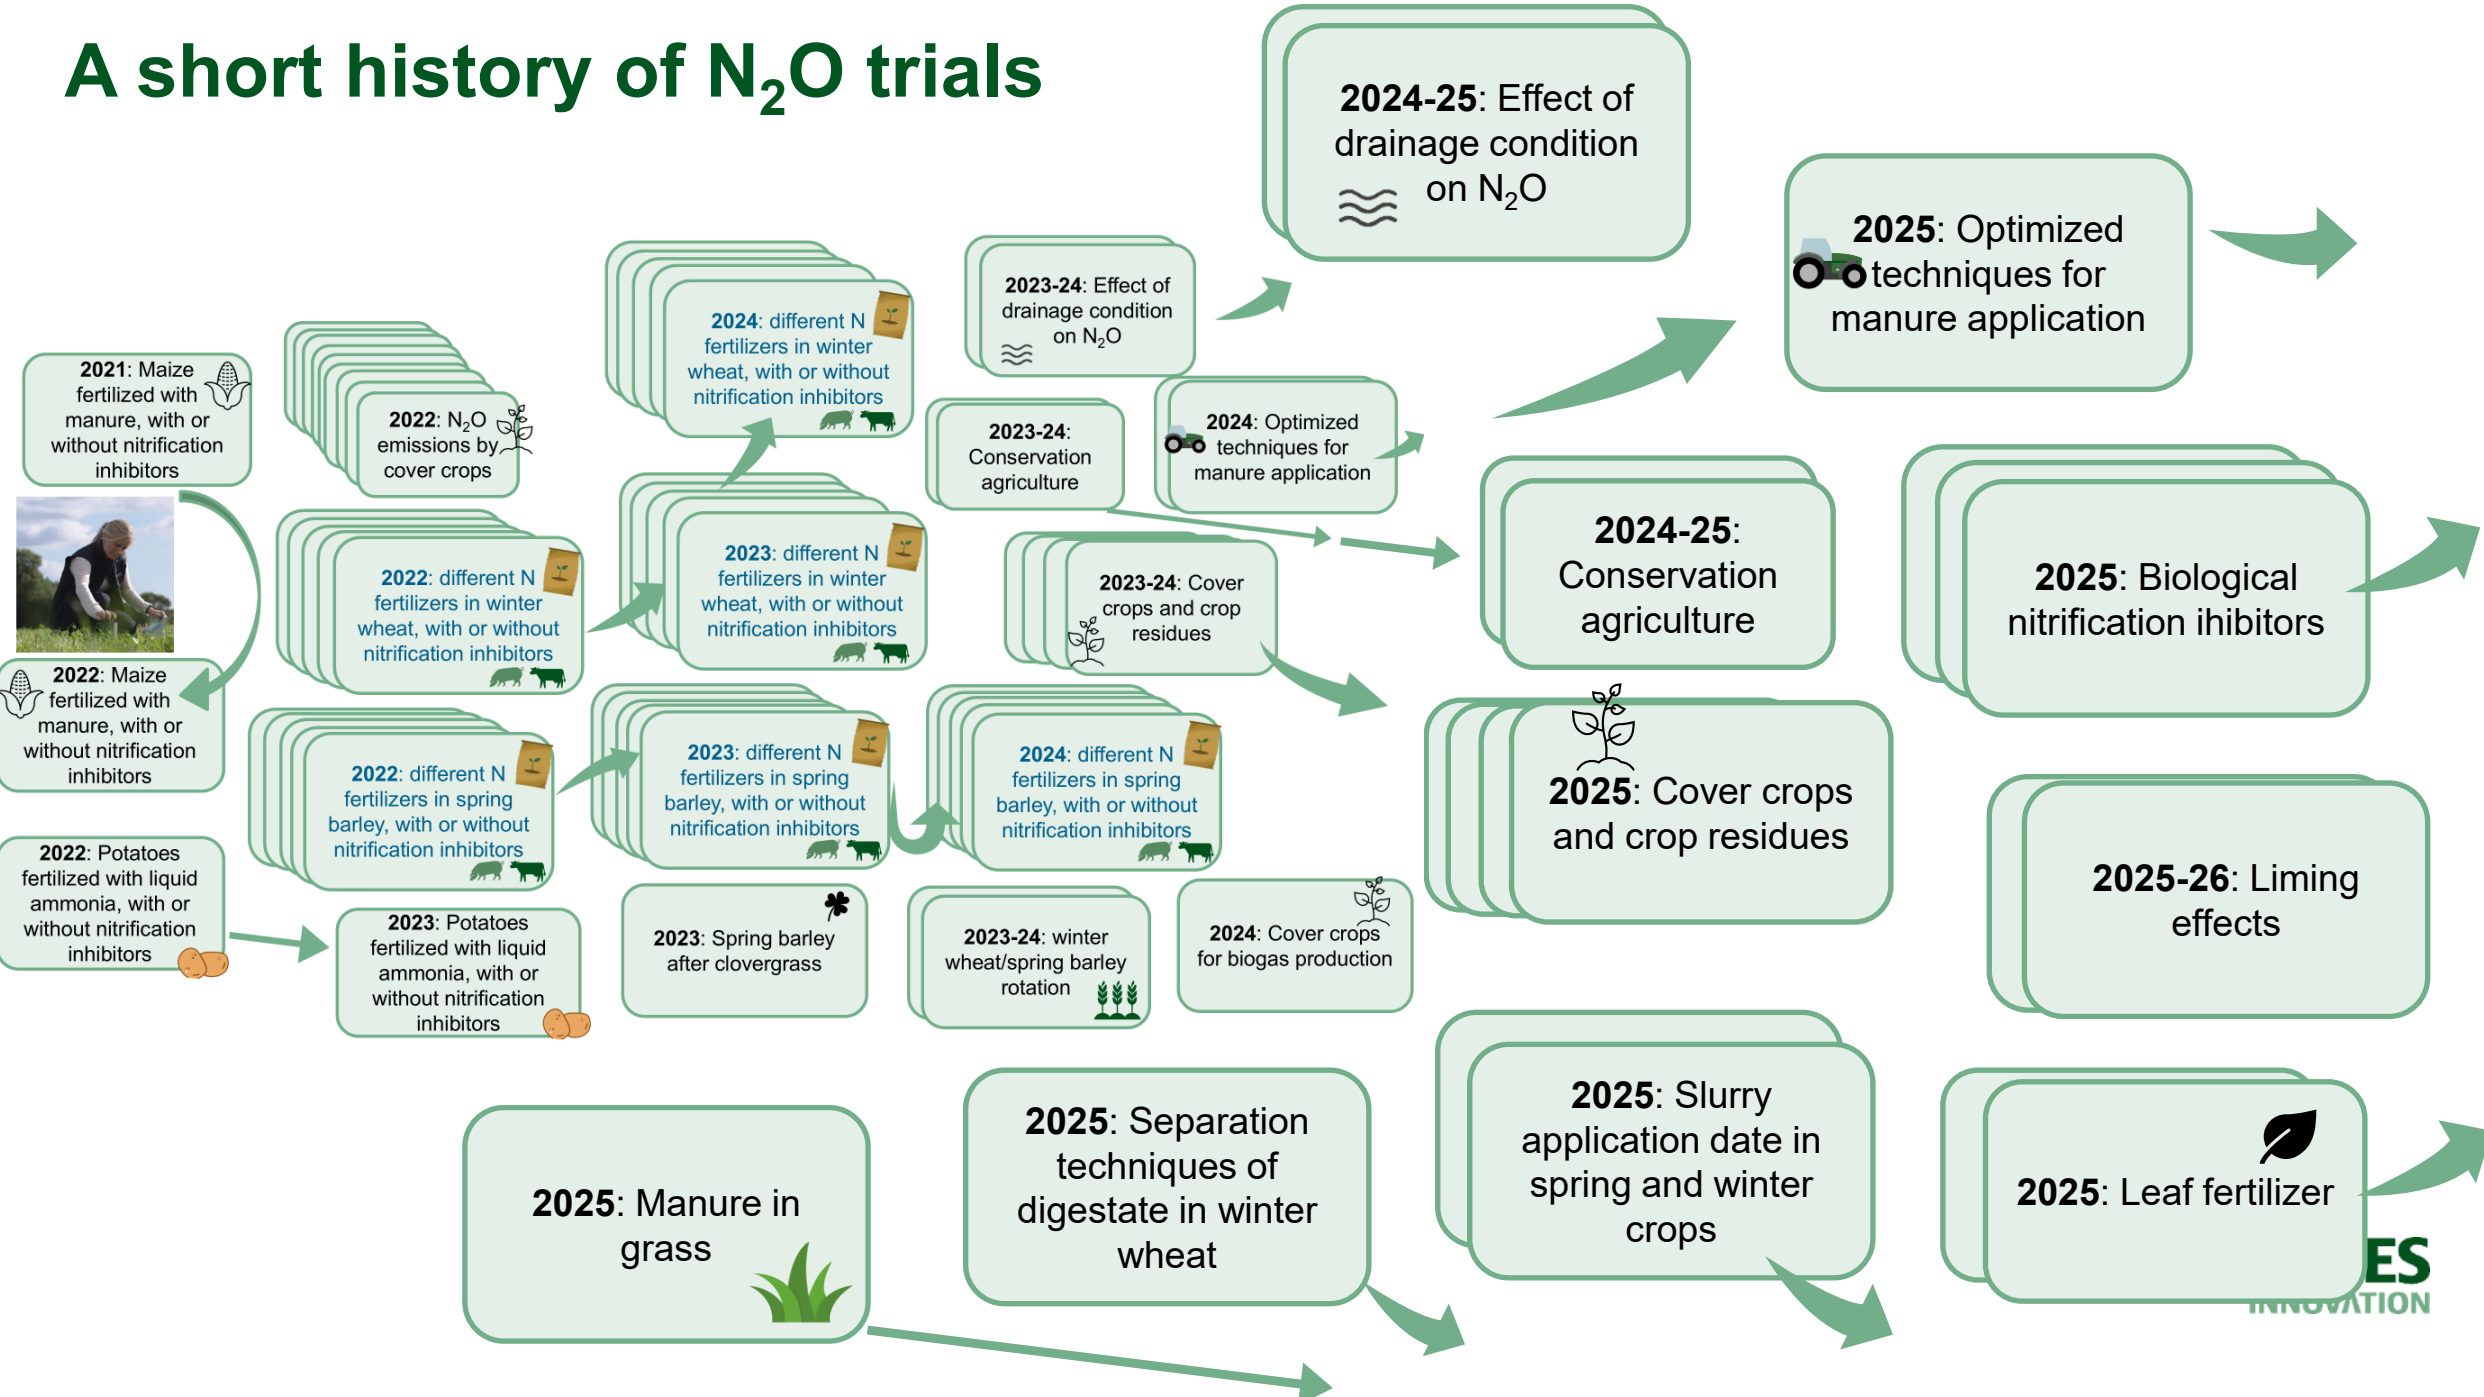 A short history of N₂O trials
2021: Maize
fertilized with
manure, with or
without nitrification
inhibitors
2022: Maize
fertilized with
manure, with or
without nitrification
inhibitors
2022: Potatoes
fertilized with liquid
ammonia, with or
without nitrification
inhibitors
2022: N₂O
emissions by
cover crops
2022: different N
fertilizers in winter
wheat, with or without
nitrification inhibitors
2022: different N
fertilizers in spring
barley, with or without
nitrification inhibitors
2023: Potatoes
fertilized with liquid
ammonia, with or
without nitrification
inhibitors
2024: different N
fertilizers in winter
wheat, with or without
nitrification inhibitors
2023: different N
fertilizers in winter
wheat, with or without
nitrification inhibitors
2023: different N
fertilizers in spring
barley, with or without
nitrification inhibitors
2023: Spring barley
after clovergrass
2023-24: Effect of
drainage condition
on N₂O
2023-24:
Conservation
agriculture
2024: Optimized
techniques for
manure application
2023-24: Cover
crops and crop
residues
2024: different N
fertilizers in spring
barley, with or without
nitrification inhibitors
2023-24: winter
wheat/spring barley
rotation
2024: Cover crops
for biogas production
2024-25: Effect of
drainage condition
on N₂O
2025: Optimized
techniques for
manure application
2024-25:
Conservation
agriculture
2025: Biological
nitrification ihibitors
2025: Cover crops
and crop residues
2025-26: Liming
effects
2025: Manure in
grass
2025: Separation
techniques of
digestate in winter
wheat
2025: Slurry
application date in
spring and winter
crops
2025: Leaf fertilizer
ES
INNOVATION